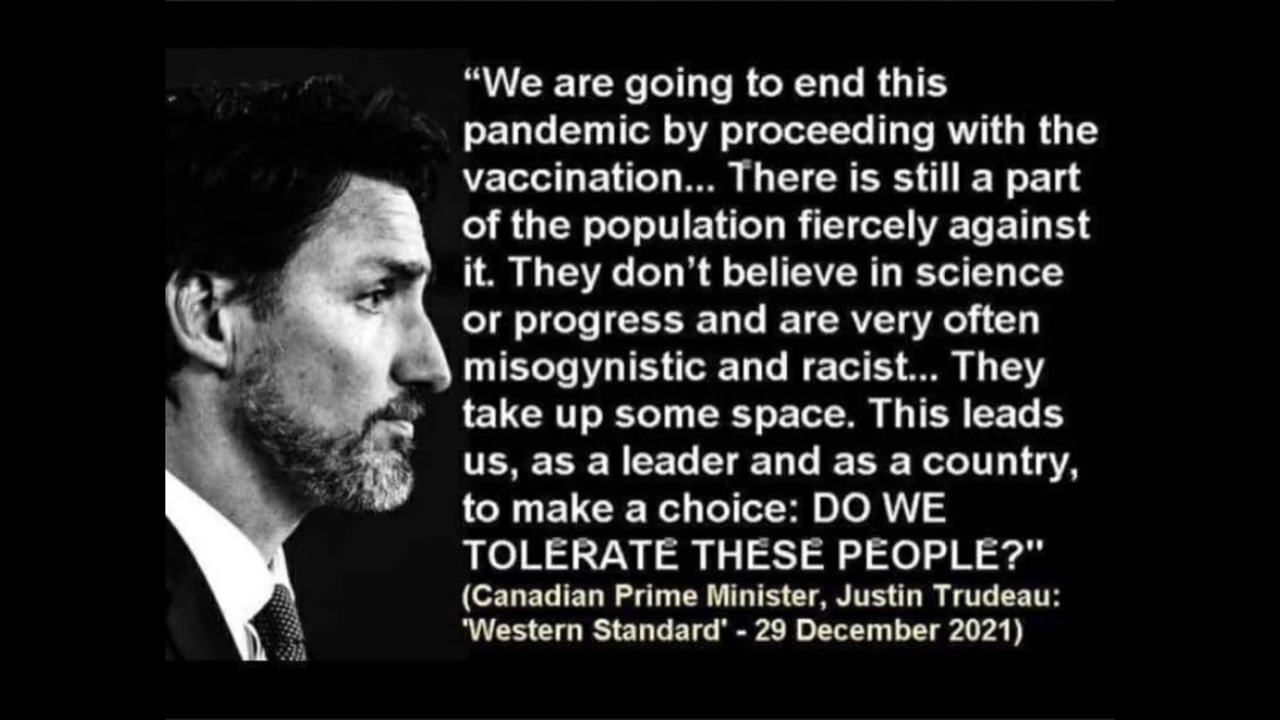 “We are going to end this
pandemic by proceeding with the
vaccination... There is still a part
of the population fiercely against
it. They don’t believe in science
or progress and are very often
misogynistic and racist... They
take up some space. This leads
us, as a leader and as a country,
to make a choice: DO WE
TOLERATE THESE PEOPLE?"
(Canadian Prime Minister, Justin Trudeau:
'Western Standard' - 29 December 2021)